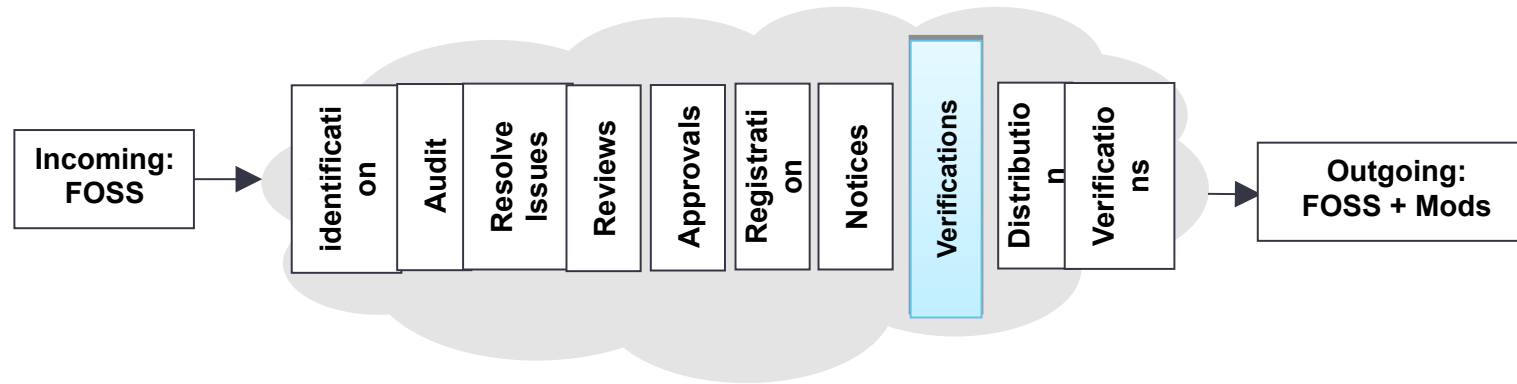 Incoming:
FOSS
identificati
on
Audit
Resolve
Issues
Reviews
Approvals
Registrati
on
Notices
Verifications
Distributio
n
Verificatio
ns
Outgoing:
FOSS + Mods